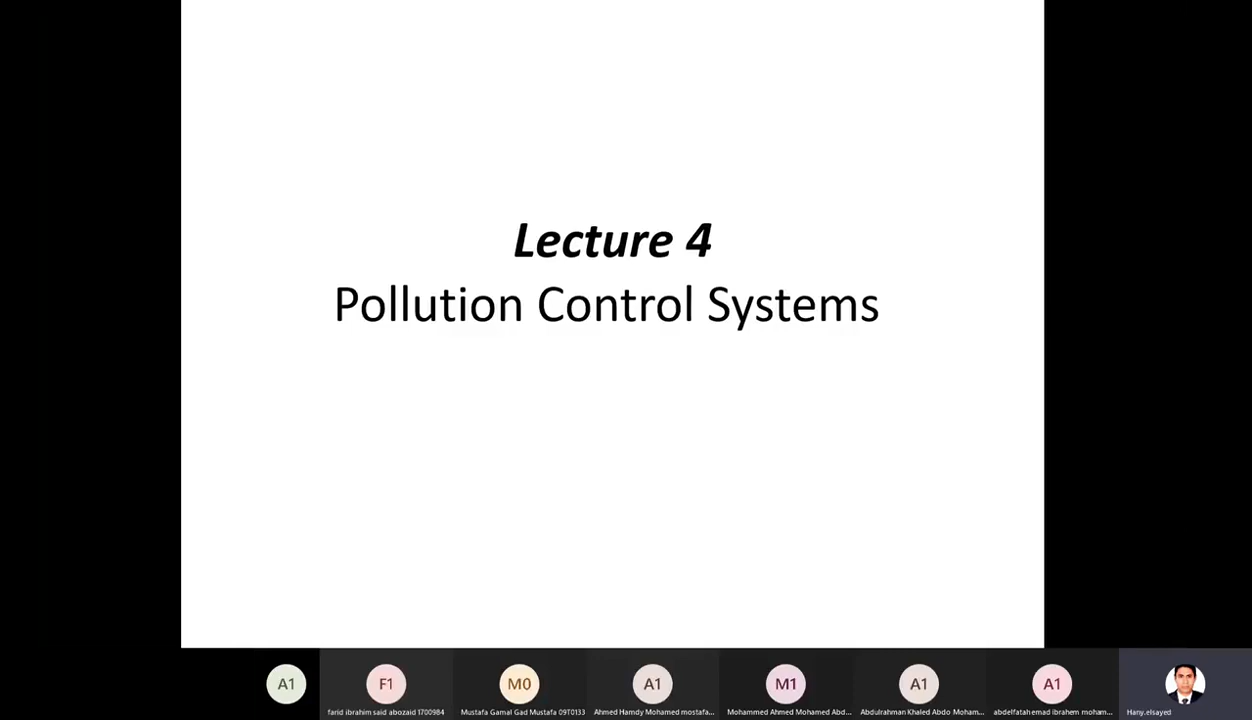 Lecture 4
Pollution Control Systems
A1
F1
M0
A1
M1
A1
A1
farid ibrahim said abozaid 1700984
Mustafa Gamal Gad Mustafa 09T0133
Ahmed Hamdy Mohamed mostafa...
Mohammed Ahmed Mohamed Abd...
Abdulrahman Khaled Abdo Moham...
abdelfatah emad ibrahem moham...
Hany.elsayed